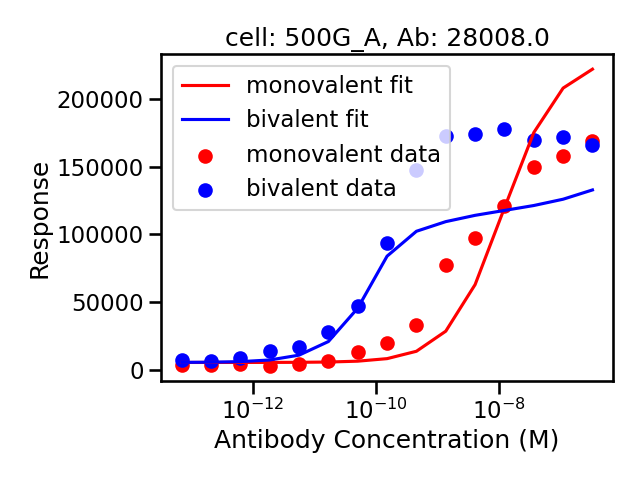 cell: 500G_A, Ab: 28008.0
monovalent fit
bivalent fit
monovalent data
bivalent data
Response
200000
150000
100000
50000
0
10⁻¹²
10⁻¹⁰
10⁻⁸
Antibody Concentration (M)